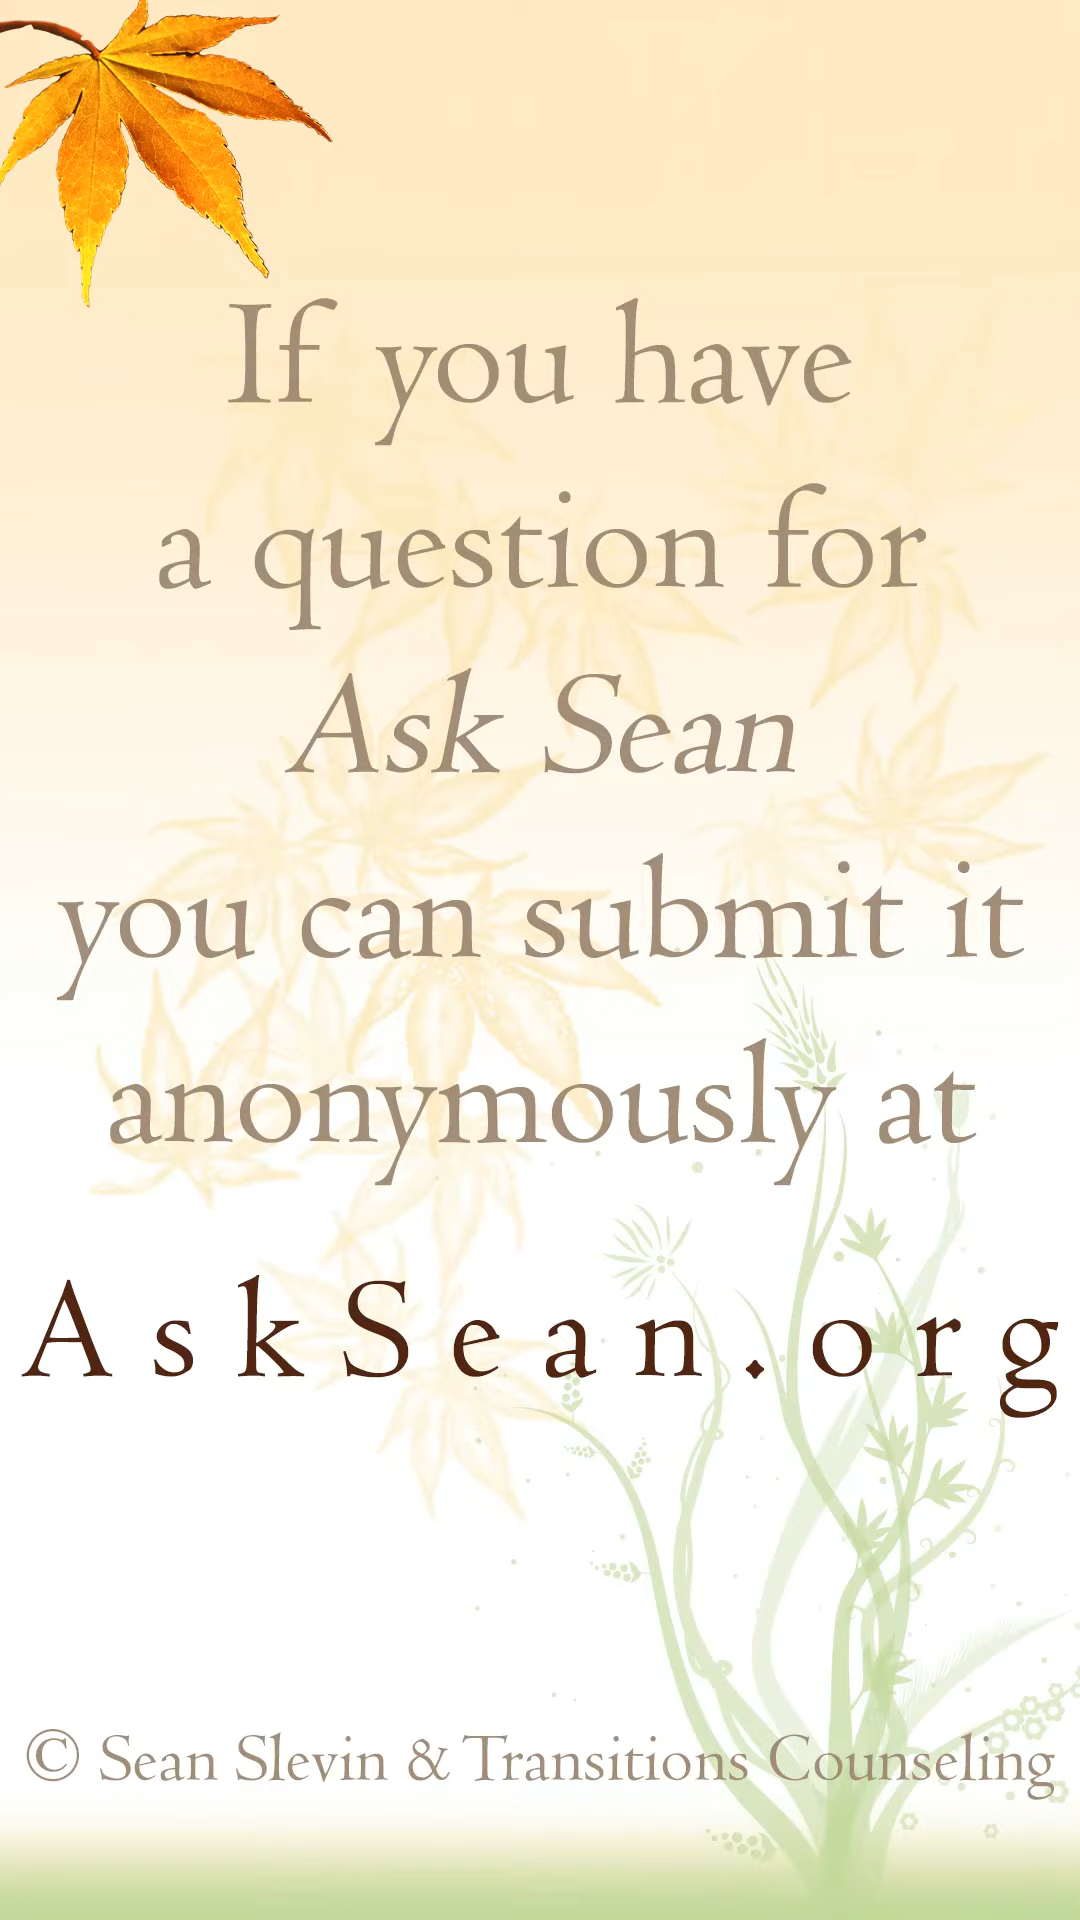 If you have
a question for
Ask Sean
you can submit it
anonymously at
AskSean.org
© Sean Slevin & Transitions Counseling